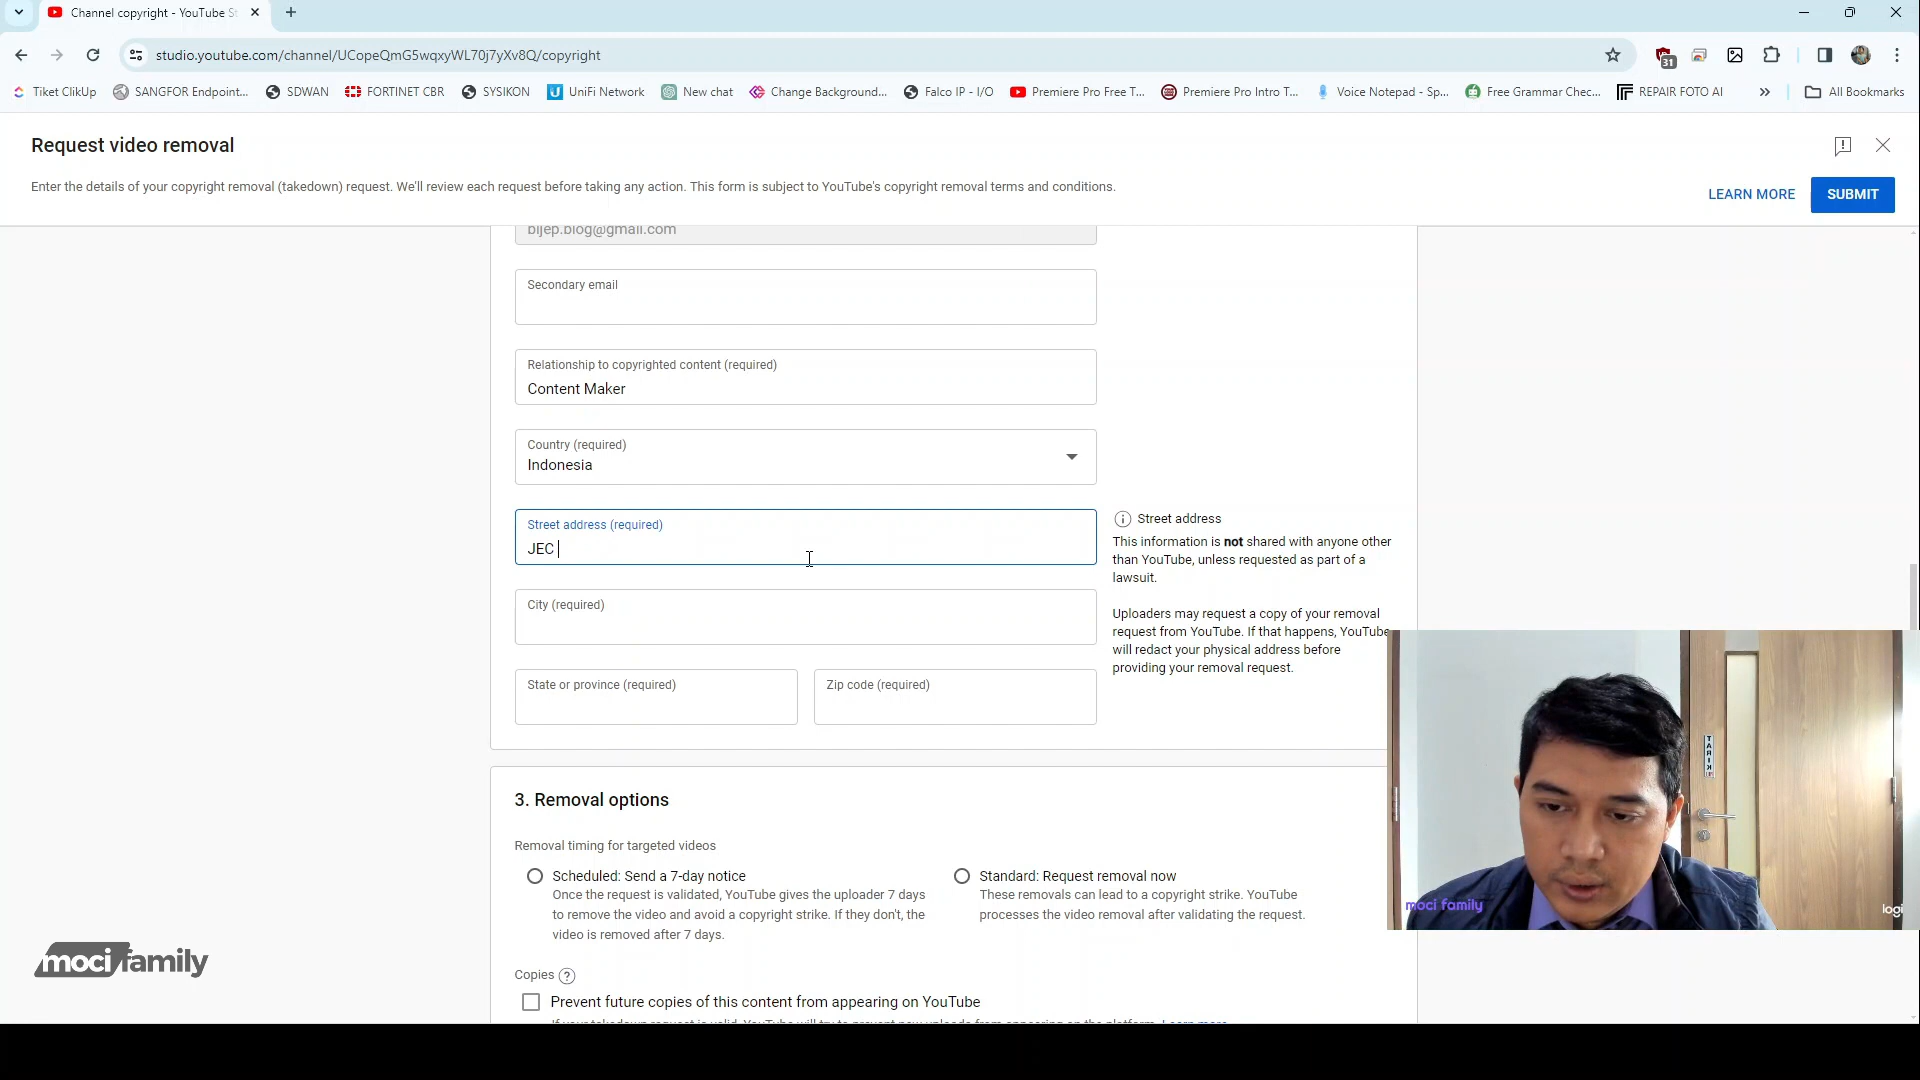 Channel copyright - YouTube St
studio.youtube.com/channel/UCopeQmG5wqxyWL70j7yXv8Q/copyright
31
Tiket ClikUp
SANGFOR Endpoint...
SDWAN
FORTINET CBR
SYSIKON
UniFi Network
New chat
Change Background...
Falco IP - I/O
Premiere Pro Free T...
Premiere Pro Intro T...
Voice Notepad - Sp...
Free Grammar Chec...
REPAIR FOTO AI
All Bookmarks
Request video removal
Enter the details of your copyright removal (takedown) request. We'll review each request before taking any action. This form is subject to YouTube's copyright removal terms and conditions.
LEARN MORE
SUBMIT
bijep.blog@gmail.com
Secondary email
Relationship to copyrighted content (required)
Content Maker
Country (required)
Indonesia
Street address (required)
JEC
Street address
This information is not shared with anyone other
than YouTube, unless requested as part of a
lawsuit.
Uploaders may request a copy of your removal
request from YouTube. If that happens, YouTube
will redact your physical address before
providing your removal request.
City (required)
State or province (required)
Zip code (required)
3. Removal options
Removal timing for targeted videos
Scheduled: Send a 7-day notice
Once the request is validated, YouTube gives the uploader 7 days
to remove the video and avoid a copyright strike. If they don't, the
video is removed after 7 days.
Standard: Request removal now
These removals can lead to a copyright strike. YouTube
processes the video removal after validating the request.
Copies
Prevent future copies of this content from appearing on YouTube
TARIK
moci family
logi
moci family